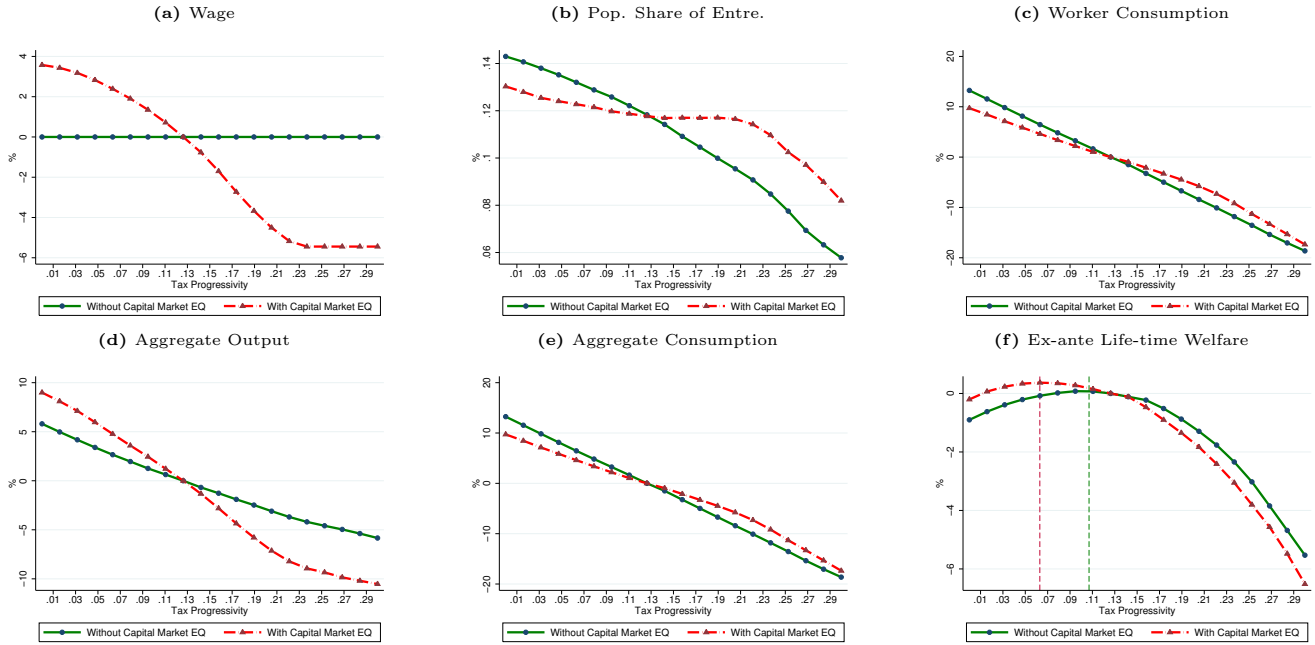 (a) Wage
(b) Pop. Share of Entre.
(c) Worker Consumption
4
2
0
-2
-4
-6
%
.01 .03 .05 .07 .09 .11 .13 .15 .17 .19 .21 .23 .25 .27 .29
Tax Progressivity
Without Capital Market EQ With Capital Market EQ
.14
.12
.1
.08
.06
%
.01 .03 .05 .07 .09 .11 .13 .15 .17 .19 .21 .23 .25 .27 .29
Tax Progressivity
Without Capital Market EQ With Capital Market EQ
20
10
0
-10
-20
%
.01 .03 .05 .07 .09 .11 .13 .15 .17 .19 .21 .23 .25 .27 .29
Tax Progressivity
Without Capital Market EQ With Capital Market EQ
(d) Aggregate Output
(e) Aggregate Consumption
(f) Ex-ante Life-time Welfare
10
5
0
-5
-10
%
.01 .03 .05 .07 .09 .11 .13 .15 .17 .19 .21 .23 .25 .27 .29
Tax Progressivity
Without Capital Market EQ With Capital Market EQ
20
10
0
-10
-20
%
.01 .03 .05 .07 .09 .11 .13 .15 .17 .19 .21 .23 .25 .27 .29
Tax Progressivity
Without Capital Market EQ With Capital Market EQ
0
-2
-4
-6
%
.01 .03 .05 .07 .09 .11 .13 .15 .17 .19 .21 .23 .25 .27 .29
Tax Progressivity
Without Capital Market EQ With Capital Market EQ